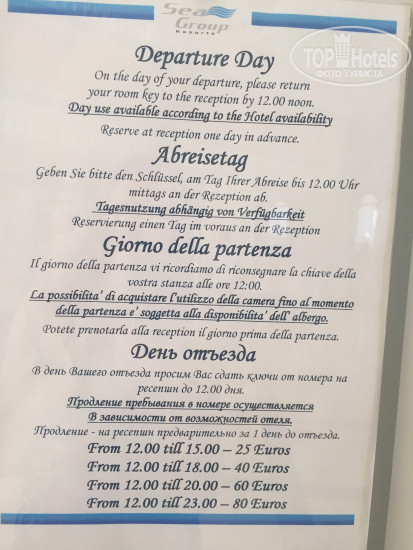 Sea
Group
Resorts
TOP Hotels
ФОТО ТУРИСТА
Departure Day
On the day of your departure, please return
your room key to the reception by 12.00 noon.
Day use available according to the Hotel availability
Reserve at reception one day in advance.
Abreisetag
Geben Sie bitte den Schlüssel, am Tag Ihrer Abreise bis 12.00 Uhr
mittags an der Rezeption ab.
Tagesnutzung abhängig von Verfügbarkeit
Reservierung einen Tag im voraus an der Rezeption
Giorno della partenza
Il giorno della partenza vi ricordiamo di riconsegnare la chiave della
vostra stanza alle ore 12:00.
La possibilita' di acquistare l'utilizzo della camera fino al momento
della partenza e' soggetta alla disponibilita' dell' albergo.
Potete prenotarla alla reception il giorno prima della partenza.
День отъезда
В день Вашего отъезда просим Вас сдать ключи от номера на
ресепшн до 12.00 дня.
Продление пребывания в номере осуществляется
В зависимости от возможностей отеля.
Продление - на ресепшн предварительно за 1 день до отъезда.
From 12.00 till 15.00 – 25 Euros
From 12.00 till 18.00 – 40 Euros
From 12.00 till 20.00 – 60 Euros
From 12.00 till 23.00 – 80 Euros